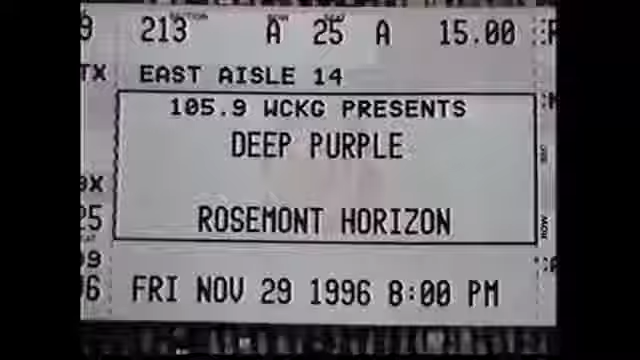 213 A 25 A 15.00
TX EAST AISLE 14
105.9 WCKG PRESENTS
DEEP PURPLE
ROSEMONT HORIZON
FRI NOV 29 1996 8:00 PM